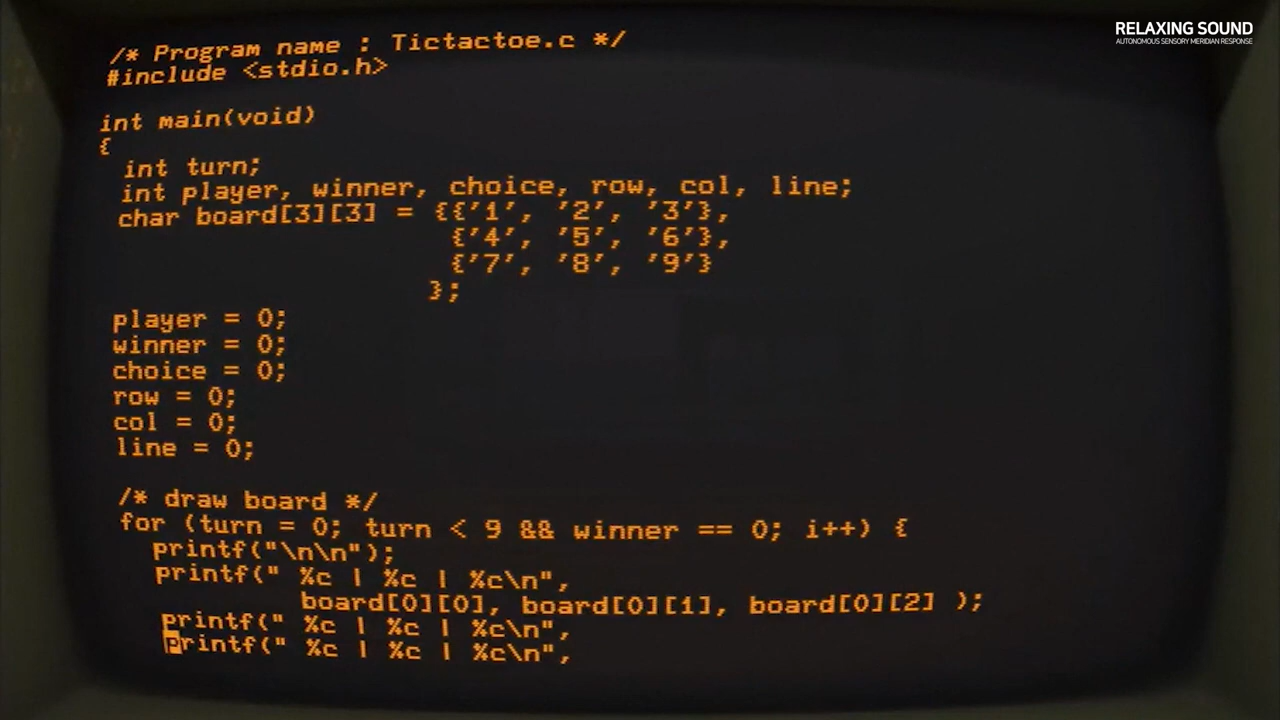 RELAXING SOUND
AUTONOMOUS SENSORY MERIDIAN RESPONSE
/* Program name : Tictactoe.c */
#include <stdio.h>

int main(void)
{
  int turn;
  int player, winner, choice, row, col, line;
  char board[3][3] = {{'1', '2', '3'},
                      {'4', '5', '6'},
                      {'7', '8', '9'}
                     };
  player = 0;
  winner = 0;
  choice = 0;
  row = 0;
  col = 0;
  line = 0;

  /* draw board */
  for (turn = 0; turn < 9 && winner == 0; i++) {
    printf("\n\n");
    printf(" %c | %c | %c\n",
            board[0][0], board[0][1], board[0][2] );
    printf(" %c | %c | %c\n",
    printf(" %c | %c | %c\n",